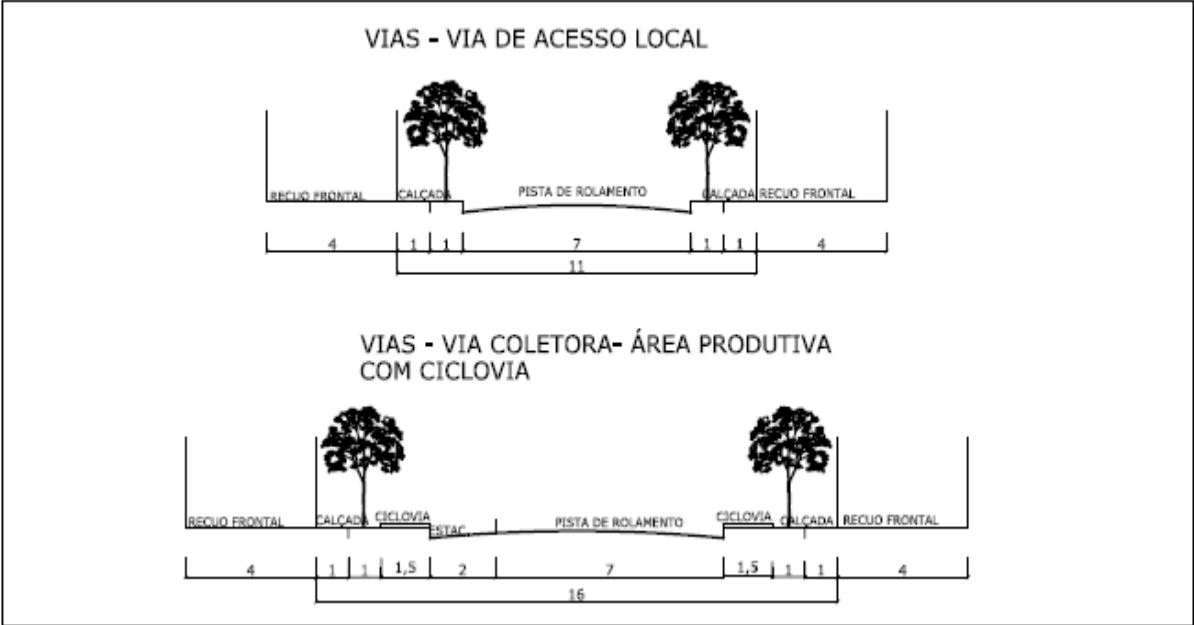 VIAS - VIA DE ACESSO LOCAL
RECUO FRONTAL CALÇADA PISTA DE ROLAMENTO CALÇADA RECUO FRONTAL
4 1 1 7 1 1 4
11
VIAS - VIA COLETORA- ÁREA PRODUTIVA
COM CICLOVIA
RECUO FRONTAL CALÇADA CICLOVIA ESTAC. PISTA DE ROLAMENTO CICLOVIA CALÇADA RECUO FRONTAL
4 1 1 1,5 2 7 1,5 1 1 4
16